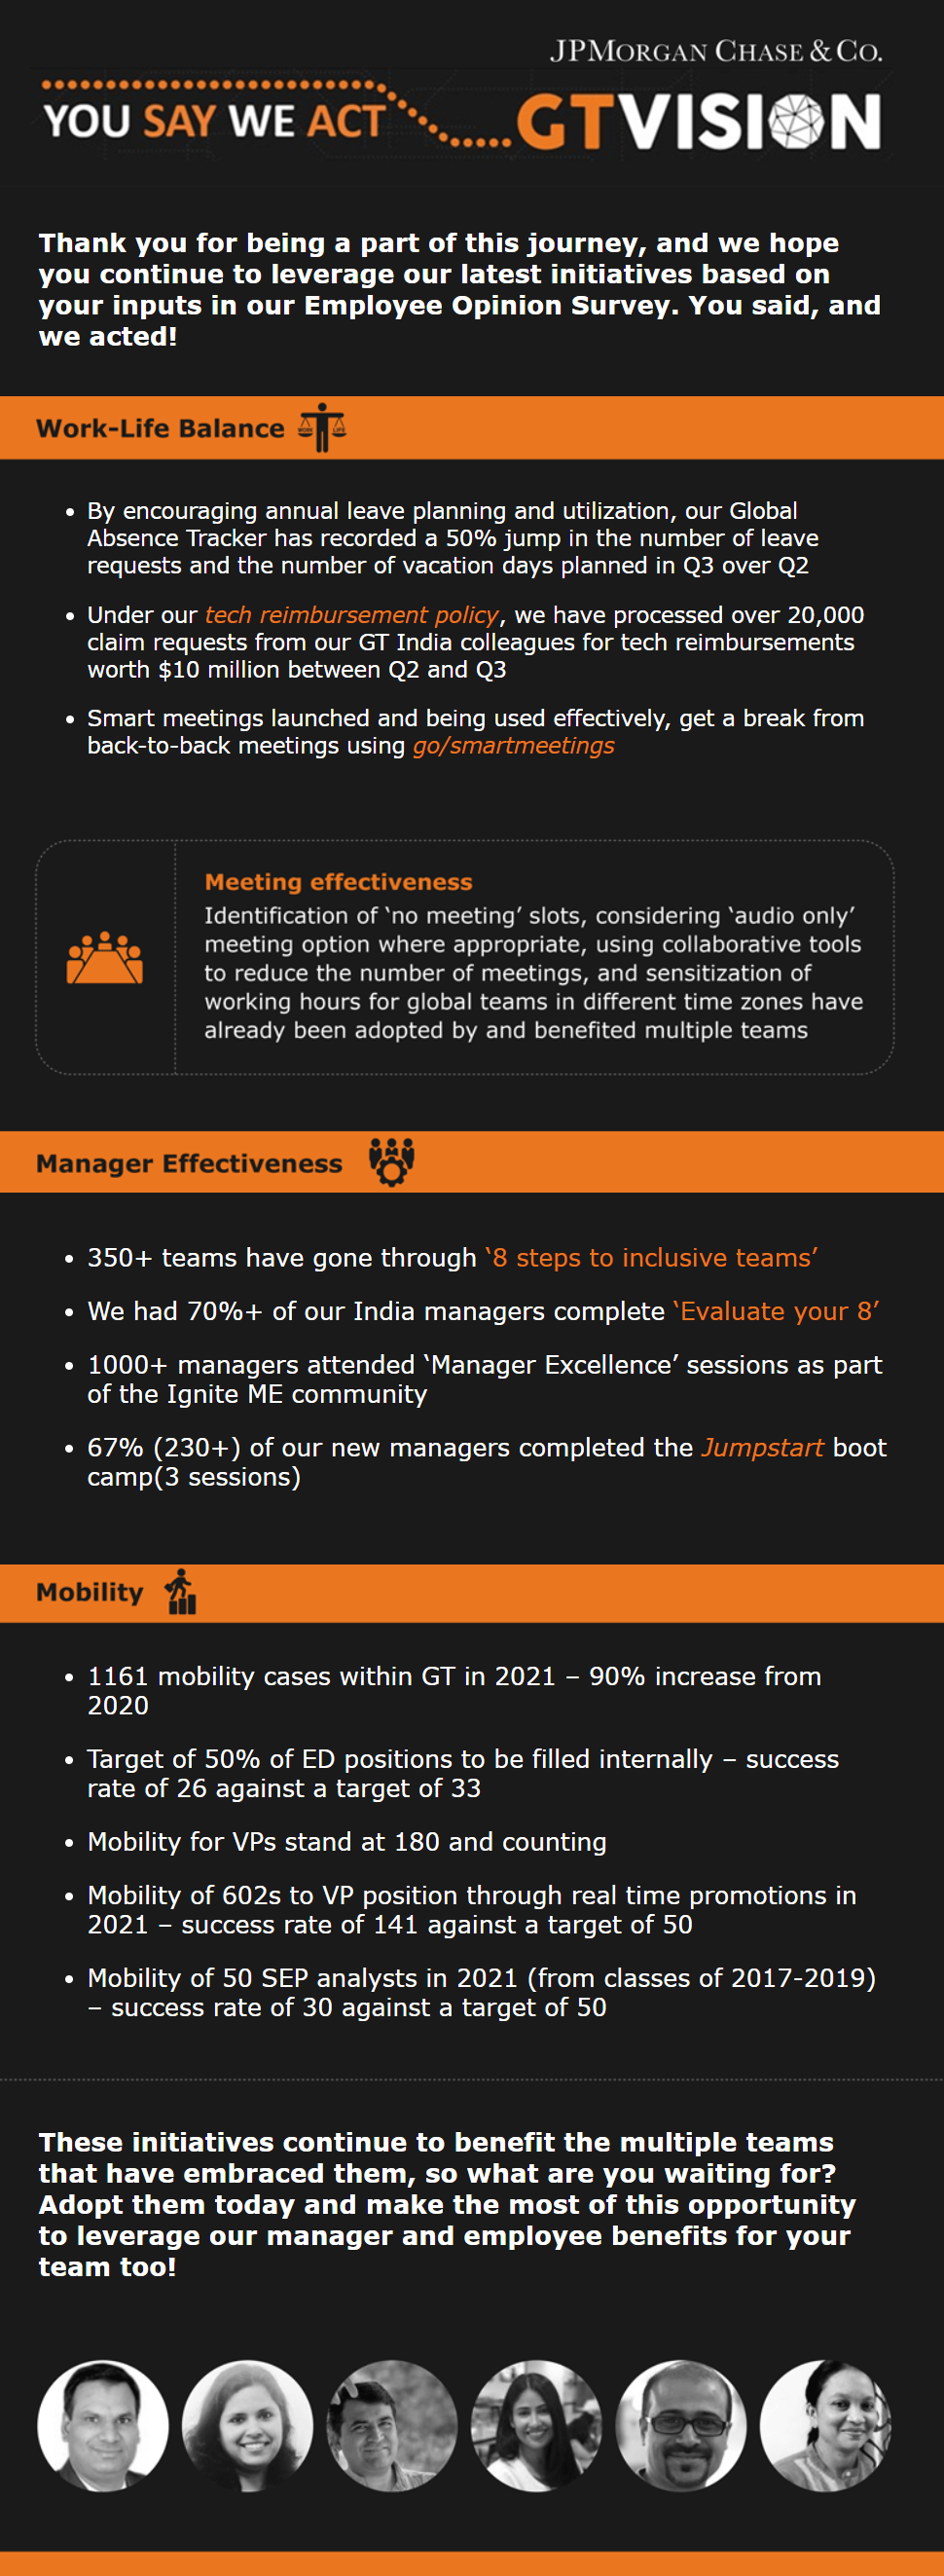 JPMORGAN CHASE & CO.
YOU SAY WE ACT
GTVISION
Thank you for being a part of this journey, and we hope
you continue to leverage our latest initiatives based on
your inputs in our Employee Opinion Survey. You said, and
we acted!
Work-Life Balance
WORK LIFE
• By encouraging annual leave planning and utilization, our Global
Absence Tracker has recorded a 50% jump in the number of leave
requests and the number of vacation days planned in Q3 over Q2
• Under our tech reimbursement policy, we have processed over 20,000
claim requests from our GT India colleagues for tech reimbursements
worth $10 million between Q2 and Q3
• Smart meetings launched and being used effectively, get a break from
back-to-back meetings using go/smartmeetings
Meeting effectiveness
Identification of ‘no meeting’ slots, considering ‘audio only’
meeting option where appropriate, using collaborative tools
to reduce the number of meetings, and sensitization of
working hours for global teams in different time zones have
already been adopted by and benefited multiple teams
Manager Effectiveness
• 350+ teams have gone through ‘8 steps to inclusive teams’
• We had 70%+ of our India managers complete ‘Evaluate your 8’
• 1000+ managers attended ‘Manager Excellence’ sessions as part
of the Ignite ME community
• 67% (230+) of our new managers completed the Jumpstart boot
camp(3 sessions)
Mobility
• 1161 mobility cases within GT in 2021 – 90% increase from
2020
• Target of 50% of ED positions to be filled internally – success
rate of 26 against a target of 33
• Mobility for VPs stand at 180 and counting
• Mobility of 602s to VP position through real time promotions in
2021 – success rate of 141 against a target of 50
• Mobility of 50 SEP analysts in 2021 (from classes of 2017-2019)
– success rate of 30 against a target of 50
These initiatives continue to benefit the multiple teams
that have embraced them, so what are you waiting for?
Adopt them today and make the most of this opportunity
to leverage our manager and employee benefits for your
team too!